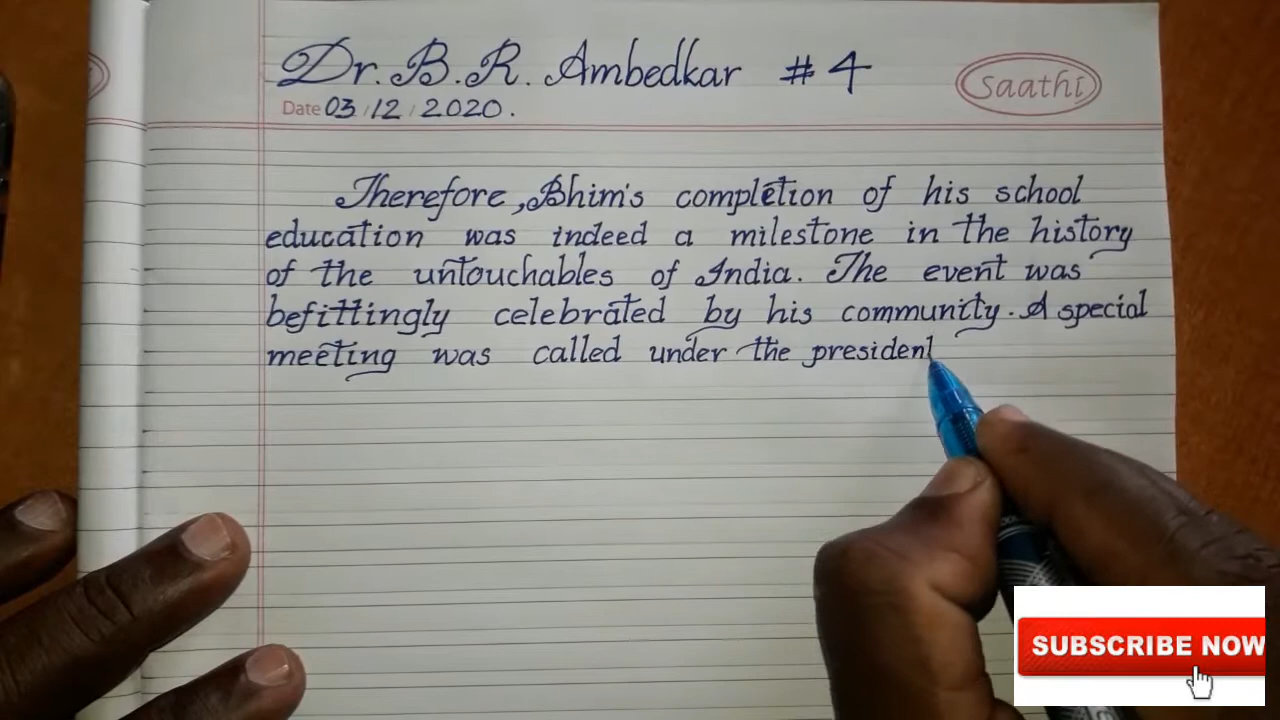 Dr. B. R. Ambedkar #4
Saathi
Date 03/12/2020.
Therefore, Bhim's completion of his school
education was indeed a milestone in the history
of the untouchables of India. The event was
befittingly celebrated by his community. A special
meeting was called under the president
SUBSCRIBE NOW